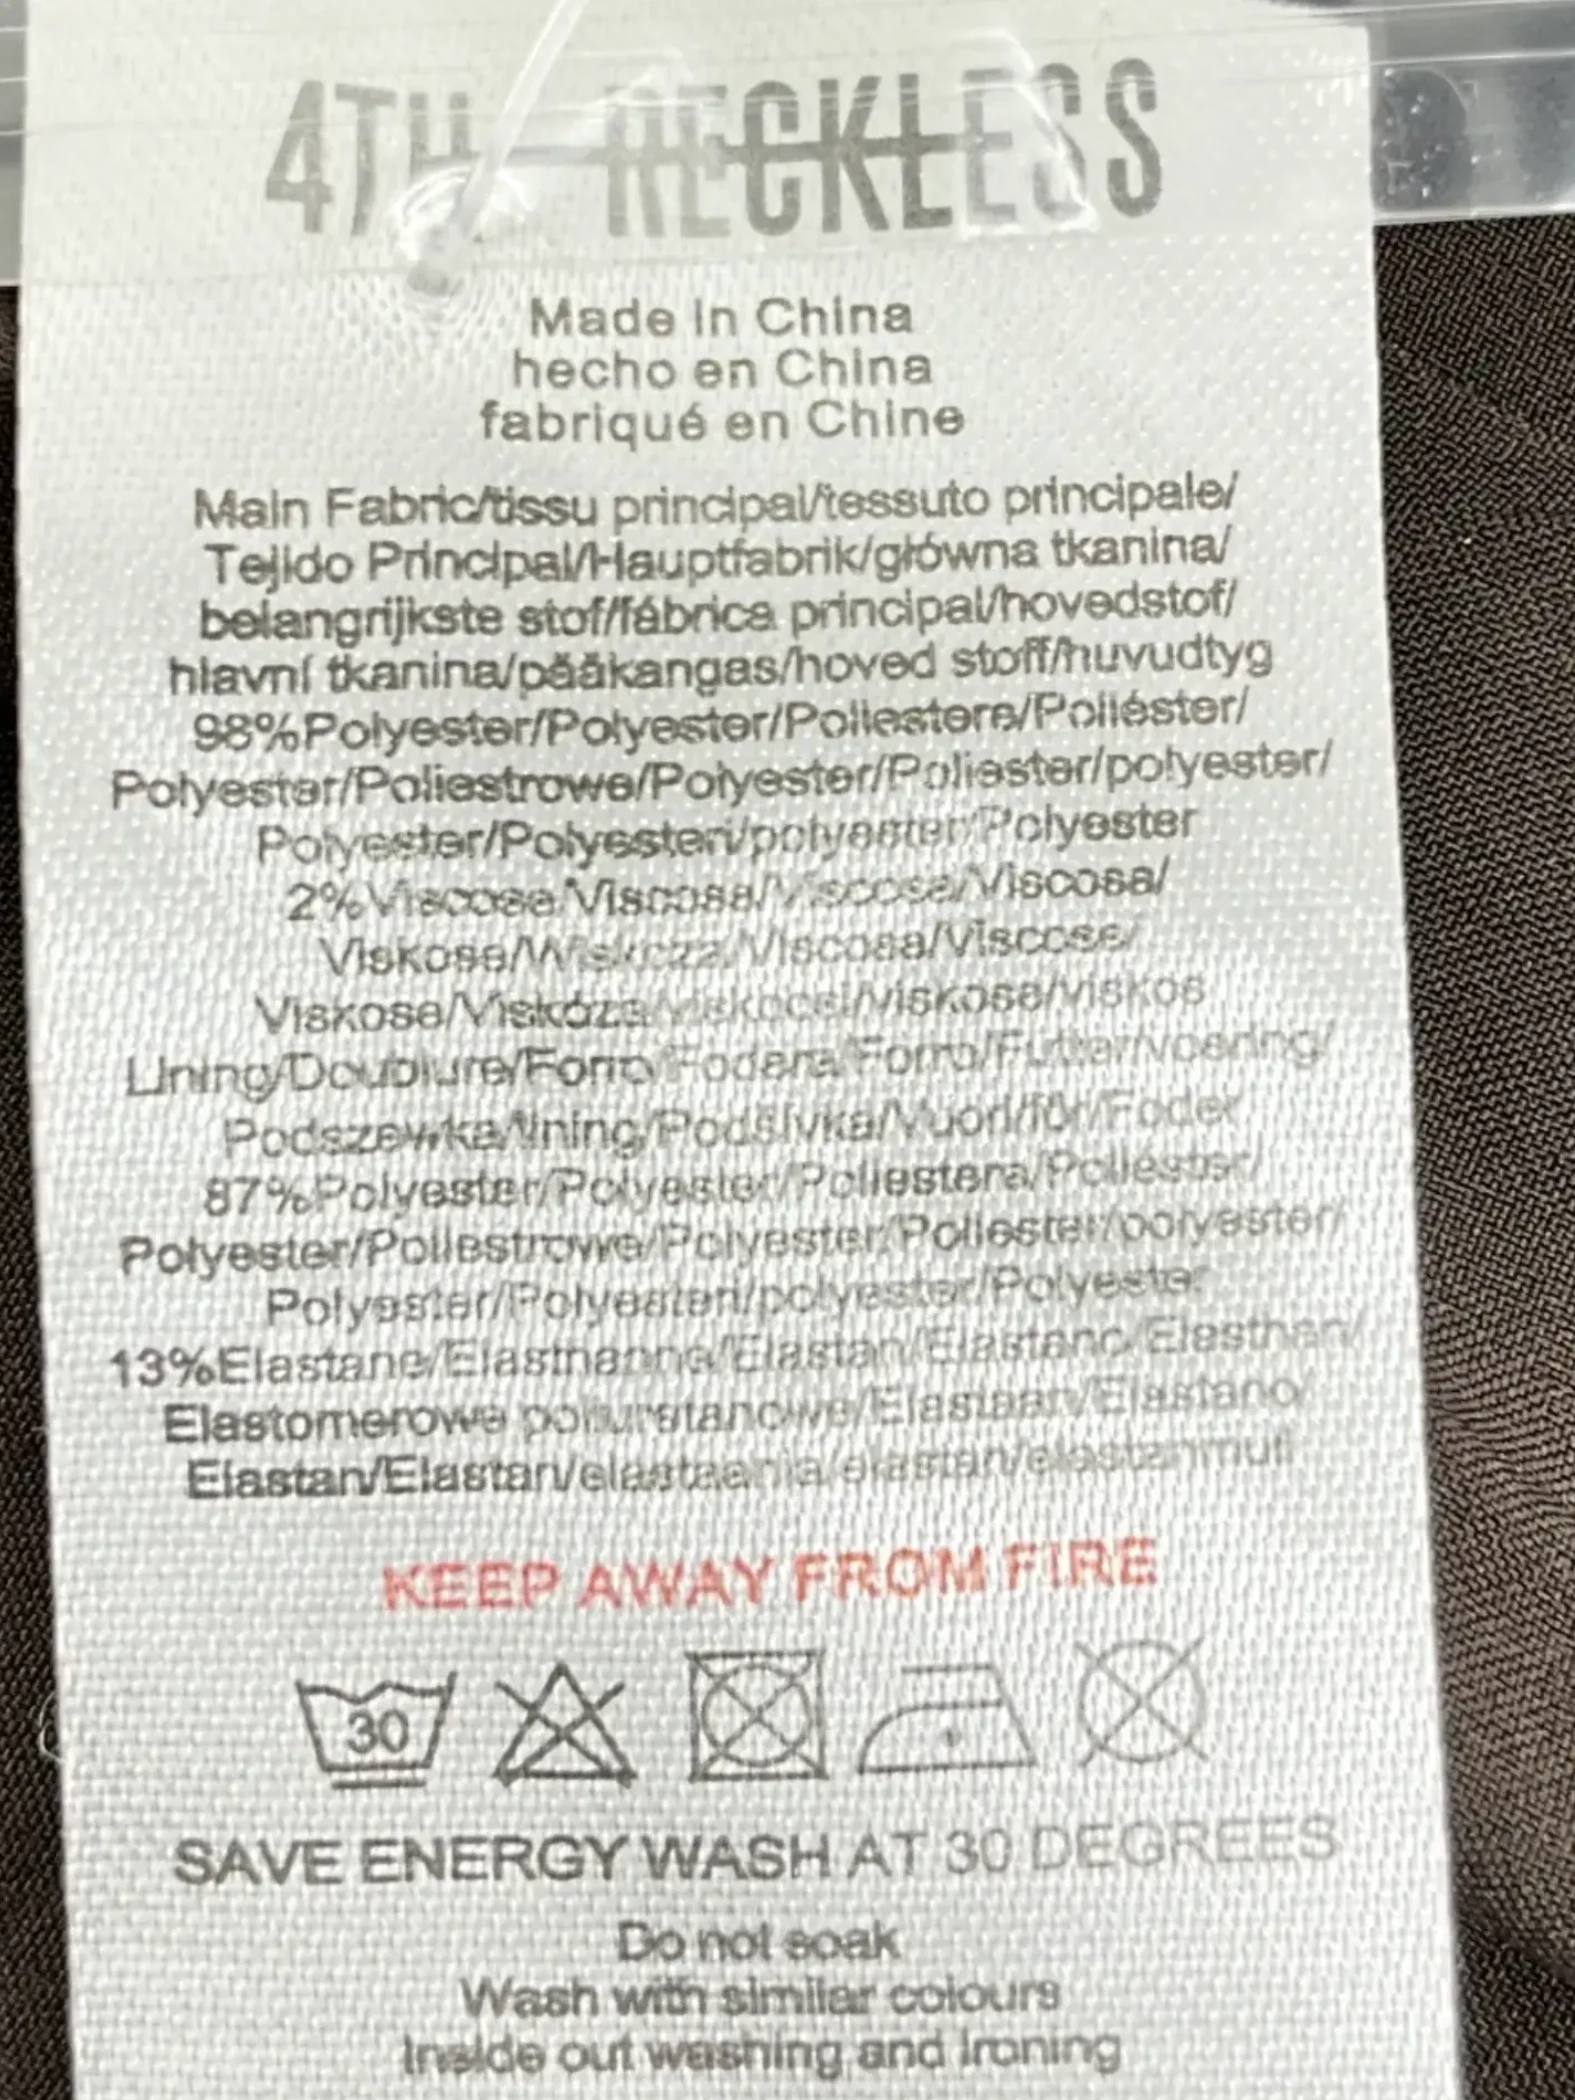 4TH RECKLESS
Made in China
hecho en China
fabriqué en Chine
Main Fabric/tissu principal/tessuto principale/
Tejido Principal/Hauptfabrik/główna tkanina/
belangrijkste stof/fábrica principal/hovedstof/
hlavní tkanina/pääkangas/hoved stoff/huvudtyg
98%Polyester/Polyester/Poliestere/Poliéster/
Polyester/Poliestrowe/Polyester/Poliester/polyester/
Polyester/Polyesteri/polyester/Polyester
2%Viscose/Viscosa/Viscosa/Viscosa/
Viskose/Wiskoza/Viscosa/Viscose/
Viskose/Viskóza/viskoosi/Viskose/viskos
Lining/Doublure/Forro/Fodera/Forro/Futter/voering/
Podszewka/lining/Podšívka/Vuori/fôr/Foder
87%Polyester/Polyester/Poliestere/Poliéster/
Polyester/Poliestrowe/Polyester/Poliester/polyester/
Polyester/Polyesteri/polyester/Polyester
13%Elastane/Elasthanne/Elastan/Elastano/Elasthan/
Elastomerowe poliuretanowe/Elastaan/Elastano/
Elastan/Elastan/elastaania/elastan/elastanmull
KEEP AWAY FROM FIRE
30
SAVE ENERGY WASH AT 30 DEGREES
Do not soak
Wash with similar colours
Inside out washing and ironing